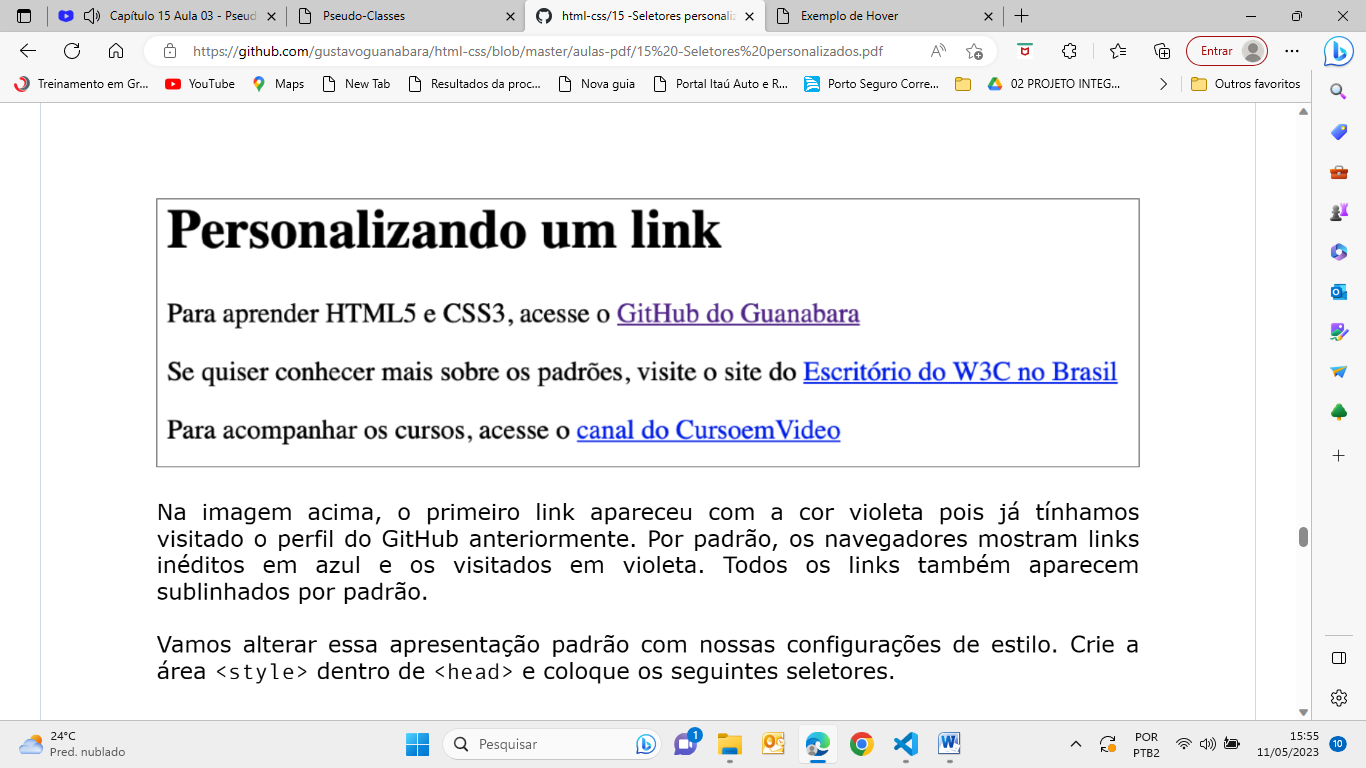 Capítulo 15 Aula 03 - Pseud
Pseudo-Classes
html-css/15 -Seletores personaliz
Exemplo de Hover
https://github.com/gustavoguanabara/html-css/blob/master/aulas-pdf/15%20-Seletores%20personalizados.pdf
Entrar
Treinamento em Gr...
YouTube
Maps
New Tab
Resultados da proc...
Nova guia
Portal Itaú Auto e R...
Porto Seguro Corre...
02 PROJETO INTEG...
Outros favoritos
Personalizando um link
Para aprender HTML5 e CSS3, acesse o GitHub do Guanabara
Se quiser conhecer mais sobre os padrões, visite o site do Escritório do W3C no Brasil
Para acompanhar os cursos, acesse o canal do CursoemVideo
Na imagem acima, o primeiro link apareceu com a cor violeta pois já tínhamos
visitado o perfil do GitHub anteriormente. Por padrão, os navegadores mostram links
inéditos em azul e os visitados em violeta. Todos os links também aparecem
sublinhados por padrão.
Vamos alterar essa apresentação padrão com nossas configurações de estilo. Crie a
área <style> dentro de <head> e coloque os seguintes seletores.
24°C
Pred. nublado
Pesquisar
1
POR
PTB2
15:55
11/05/2023
10